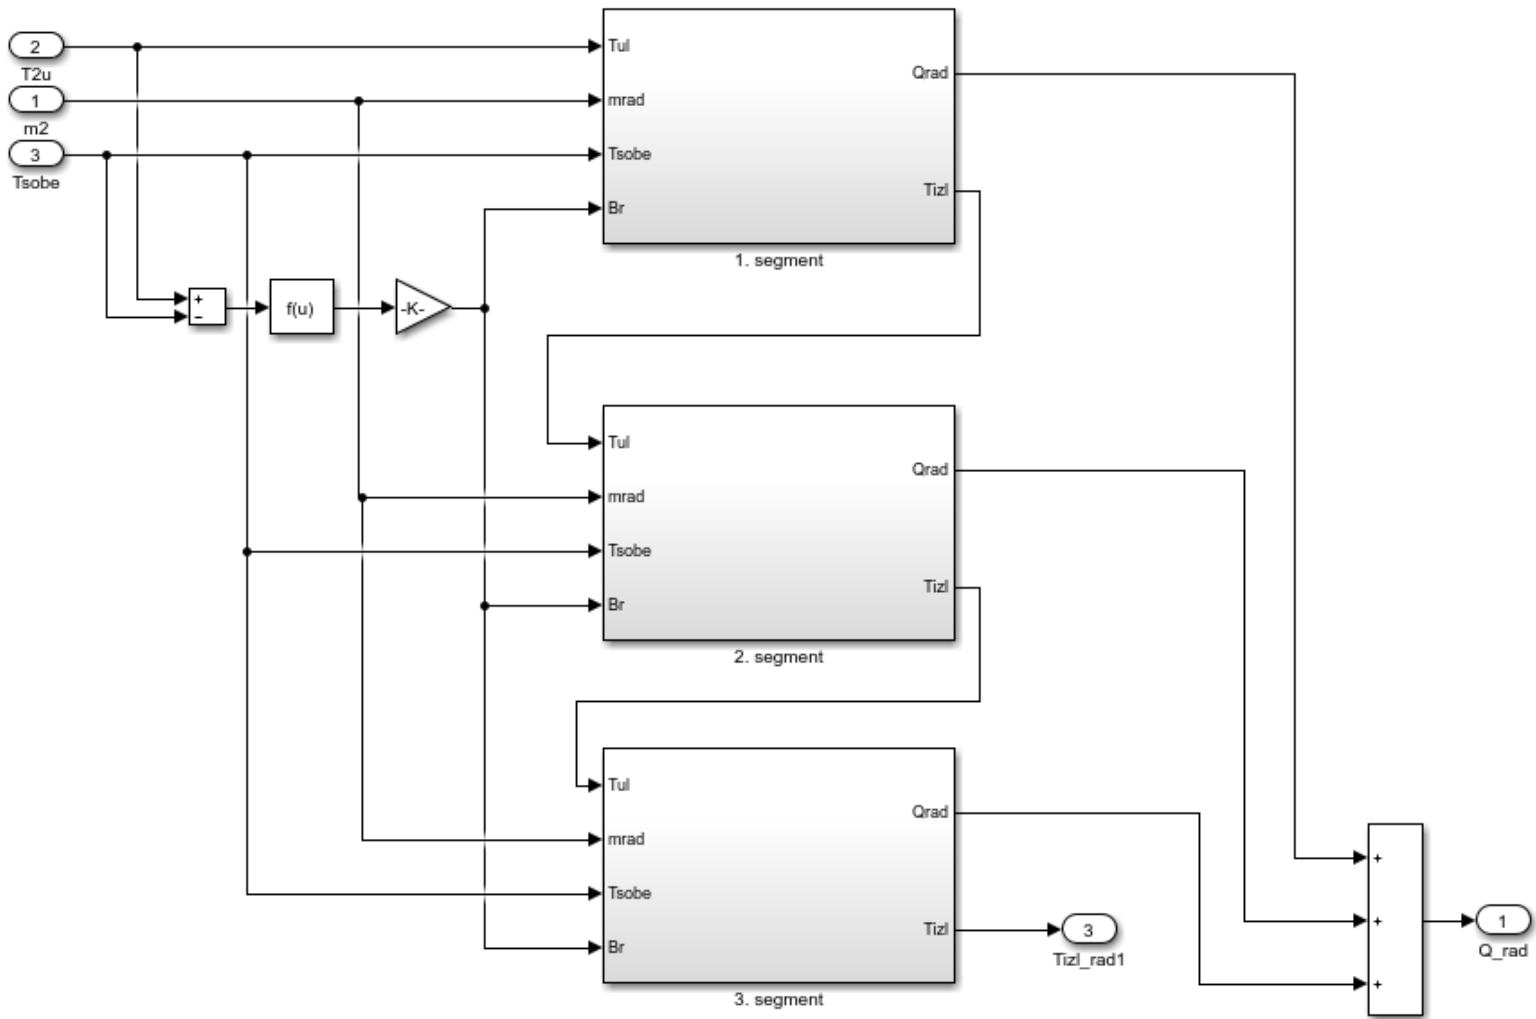 2
T2u
1
m2
3
Tsobe
Tul
mrad
Tsobe
Br
Qrad
Tizl
1. segment
+
−
f(u)
-K-
Tul
mrad
Tsobe
Br
Qrad
Tizl
2. segment
Tul
mrad
Tsobe
Br
Qrad
Tizl
3. segment
3
Tizl_rad1
+
+
+
1
Q_rad